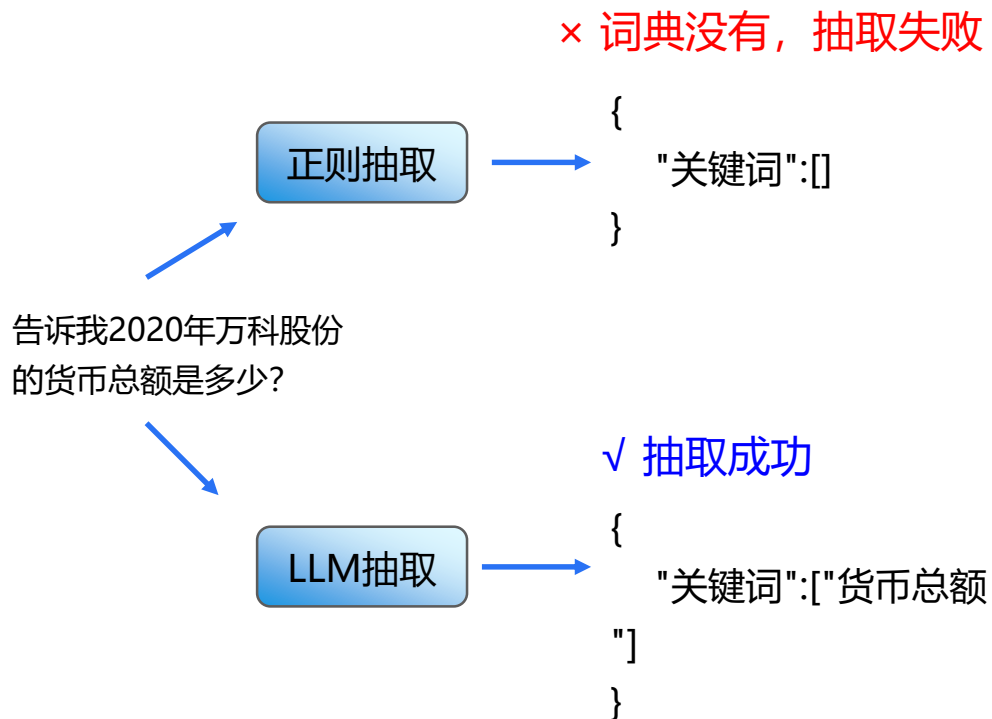 × 词典没有，抽取失败
{
"关键词":[]
}
正则抽取
告诉我2020年万科股份
的货币总额是多少？
√ 抽取成功
LLM抽取
{
"关键词":["货币总额
"]
}